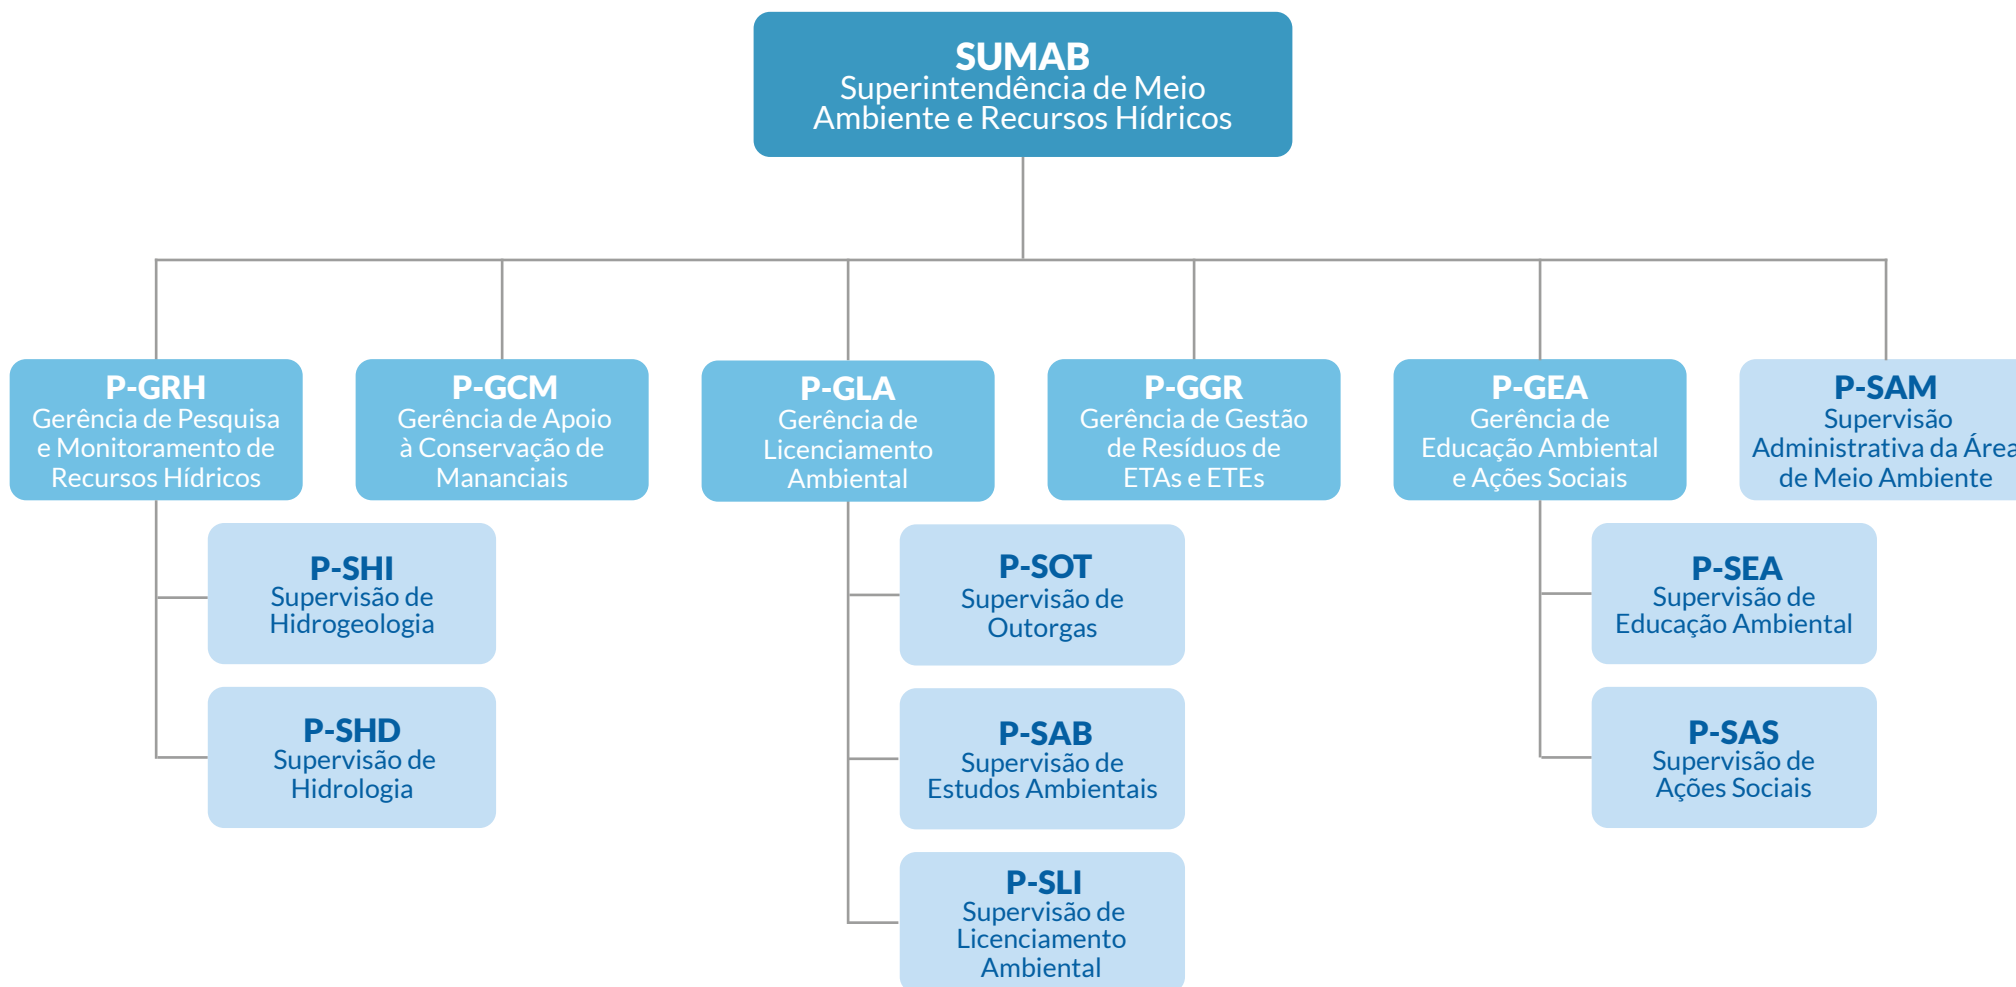 SUMAB
Superintendência de Meio
Ambiente e Recursos Hídricos
P-GRH
Gerência de Pesquisa
e Monitoramento de
Recursos Hídricos
P-GCM
Gerência de Apoio
à Conservação de
Mananciais
P-GLA
Gerência de
Licenciamento
Ambiental
P-GGR
Gerência de Gestão
de Resíduos de
ETAs e ETEs
P-GEA
Gerência de
Educação Ambiental
e Ações Sociais
P-SAM
Supervisão
Administrativa da Área
de Meio Ambiente
P-SHI
Supervisão de
Hidrogeologia
P-SHD
Supervisão de
Hidrologia
P-SOT
Supervisão de
Outorgas
P-SAB
Supervisão de
Estudos Ambientais
P-SLI
Supervisão de
Licenciamento
Ambiental
P-SEA
Supervisão de
Educação Ambiental
P-SAS
Supervisão de
Ações Sociais